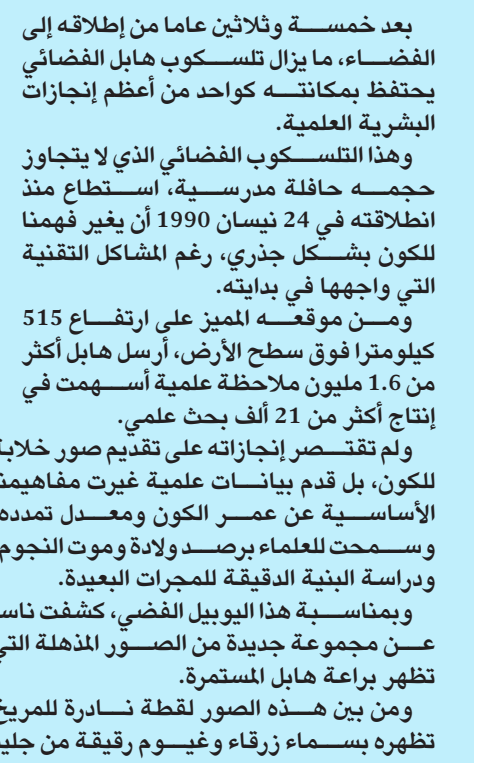 بعد خمسة وثلاثين عاما من إطلاقه إلى
الفضاء، ما يزال تلسكوب هابل الفضائي
يحتفظ بمكانته كواحد من أعظم إنجازات
البشرية العلمية.
وهذا التلسكوب الفضائي الذي لا يتجاوز
حجمه حافلة مدرسية، استطاع منذ
انطلاقته في 24 نيسان 1990 أن يغير فهمنا
للكون بشكل جذري، رغم المشاكل التقنية
التي واجهها في بدايته.
ومن موقعه المميز على ارتفاع 515
كيلومترا فوق سطح الأرض، أرسل هابل أكثر
من 1.6 مليون ملاحظة علمية أسهمت في
إنتاج أكثر من 21 ألف بحث علمي.
ولم تقتصر إنجازاته على تقديم صور خلابة
للكون، بل قدم بيانات علمية غيرت مفاهيمنا
الأساسية عن عمر الكون ومعدل تمدده
وسمحت للعلماء برصد ولادة وموت النجوم
ودراسة البنية الدقيقة للمجرات البعيدة.
وبمناسبة هذا اليوبيل الفضي، كشفت ناسا
عن مجموعة جديدة من الصور المذهلة التي
تظهر براعة هابل المستمرة.
ومن بين هذه الصور لقطة نادرة للمريخ
تظهره بسماء زرقاء وغيوم رقيقة من